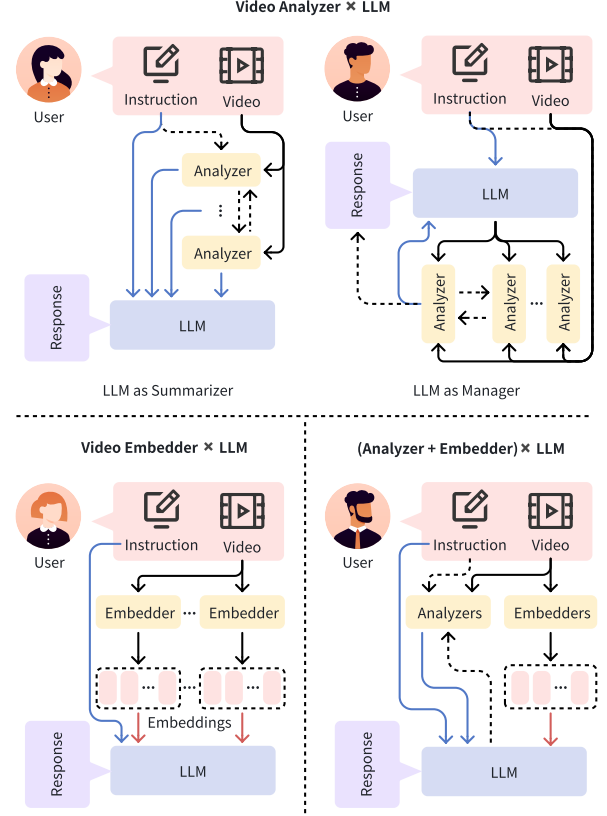 Video Analyzer × LLM
Instruction
Video
User
Analyzer
⋮
Analyzer
Response
LLM
LLM as Summarizer
Instruction
Video
User
Response
LLM
Analyzer
Analyzer
...
Analyzer
LLM as Manager
Video Embedder × LLM
Instruction
Video
User
Embedder
...
Embedder
...
...
...
Embeddings
Response
LLM
(Analyzer + Embedder) × LLM
Instruction
Video
User
Analyzers
Embedders
...
Response
LLM